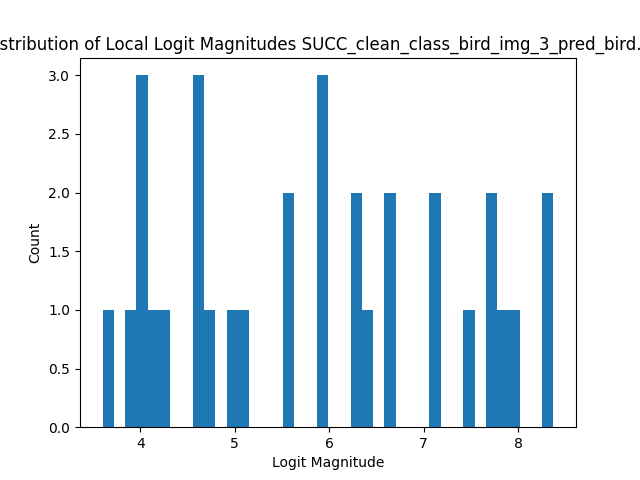 stribution of Local Logit Magnitudes SUCC_clean_class_bird_img_3_pred_bird.
3.0
2.5
2.0
1.5
1.0
0.5
0.0
Count
4 5 6 7 8
Logit Magnitude